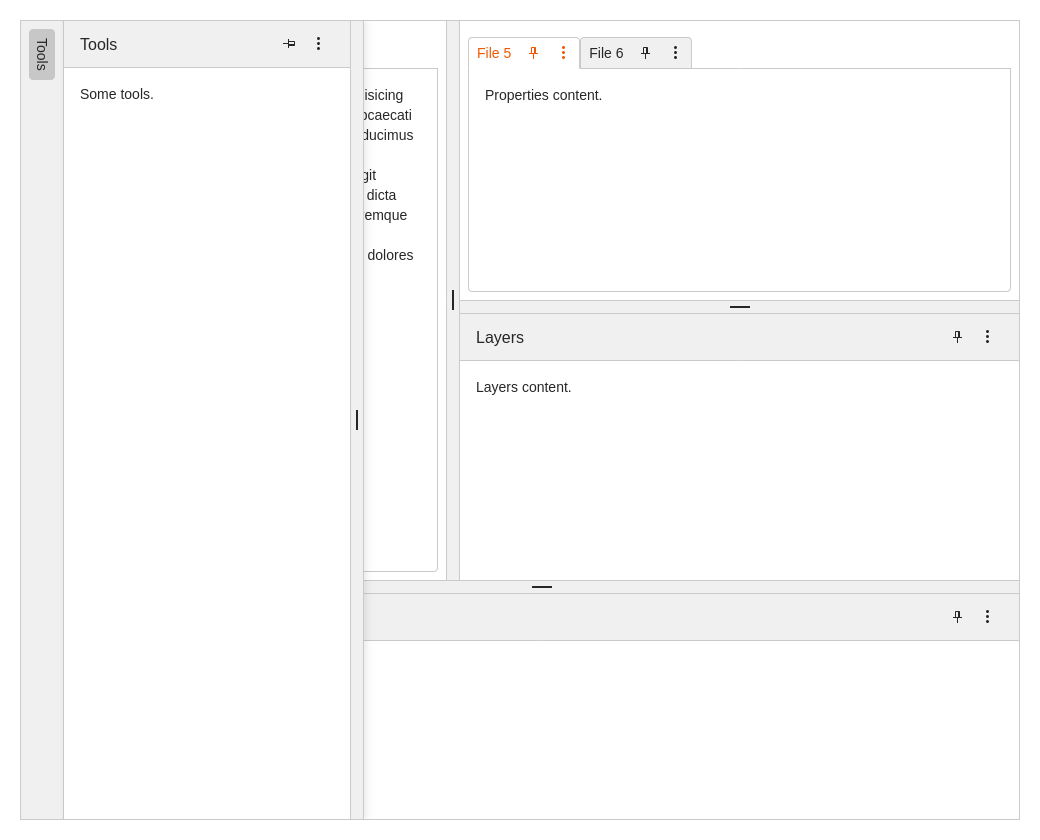 Tools
Tools
Some tools.
isicing
ducimus
git
dicta
emque
dolores
File 5
File 6
Properties content.
Layers
Layers content.